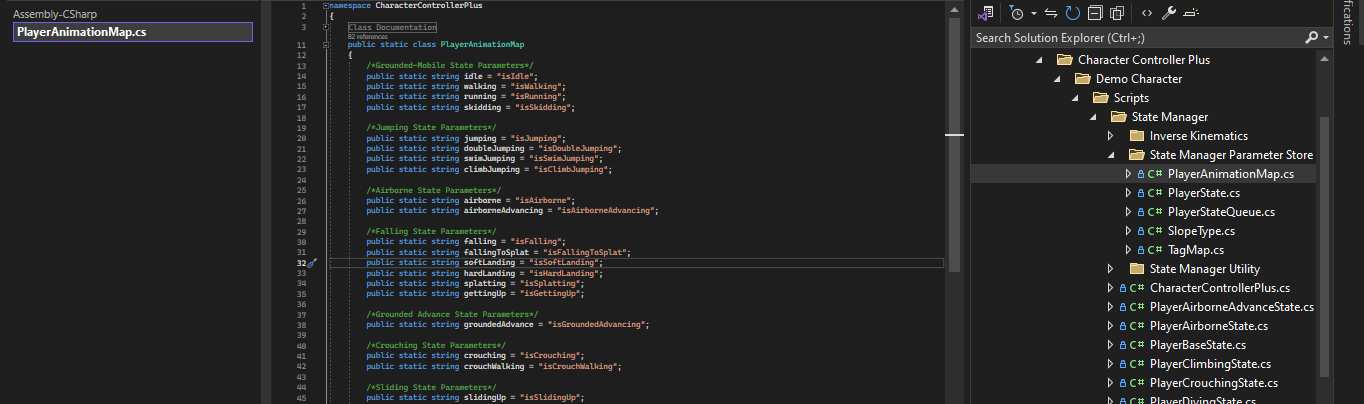 Assembly-CSharp
PlayerAnimationMap.cs
1 namespace CharacterControllerPlus
2 {
3 Class Documentation
82 references
11 public static class PlayerAnimationMap
12 {
13 /*Grounded-Mobile State Parameters*/
14 public static string idle = "isIdle";
15 public static string walking = "isWalking";
16 public static string running = "isRunning";
17 public static string skidding = "isSkidding";
18
19 /*Jumping State Parameters*/
20 public static string jumping = "isJumping";
21 public static string doubleJumping = "isDoubleJumping";
22 public static string swimJumping = "isSwimJumping";
23 public static string climbJumping = "isClimbJumping";
24
25 /*Airborne State Parameters*/
26 public static string airborne = "isAirborne";
27 public static string airborneAdvancing = "isAirborneAdvancing";
28
29 /*Falling State Parameters*/
30 public static string falling = "isFalling";
31 public static string fallingToSplat = "isFallingToSplat";
32 public static string softLanding = "isSoftLanding";
33 public static string hardLanding = "isHardLanding";
34 public static string splatting = "isSplatting";
35 public static string gettingUp = "isGettingUp";
36
37 /*Grounded Advance State Parameters*/
38 public static string groundedAdvance = "isGroundedAdvancing";
39
40 /*Crouching State Parameters*/
41 public static string crouching = "isCrouching";
42 public static string crouchWalking = "isCrouchWalking";
43
44 /*Sliding State Parameters*/
45 public static string slidingUp = "isSlidingUp";
Search Solution Explorer (Ctrl+;)
Character Controller Plus
Demo Character
Scripts
State Manager
Inverse Kinematics
State Manager Parameter Store
C# PlayerAnimationMap.cs
C# PlayerState.cs
C# PlayerStateQueue.cs
C# SlopeType.cs
C# TagMap.cs
State Manager Utility
C# CharacterControllerPlus.cs
C# PlayerAirborneAdvanceState.cs
C# PlayerAirborneState.cs
C# PlayerBaseState.cs
C# PlayerClimbingState.cs
C# PlayerCrouchingState.cs
C# PlayerDivingState.cs
ifications